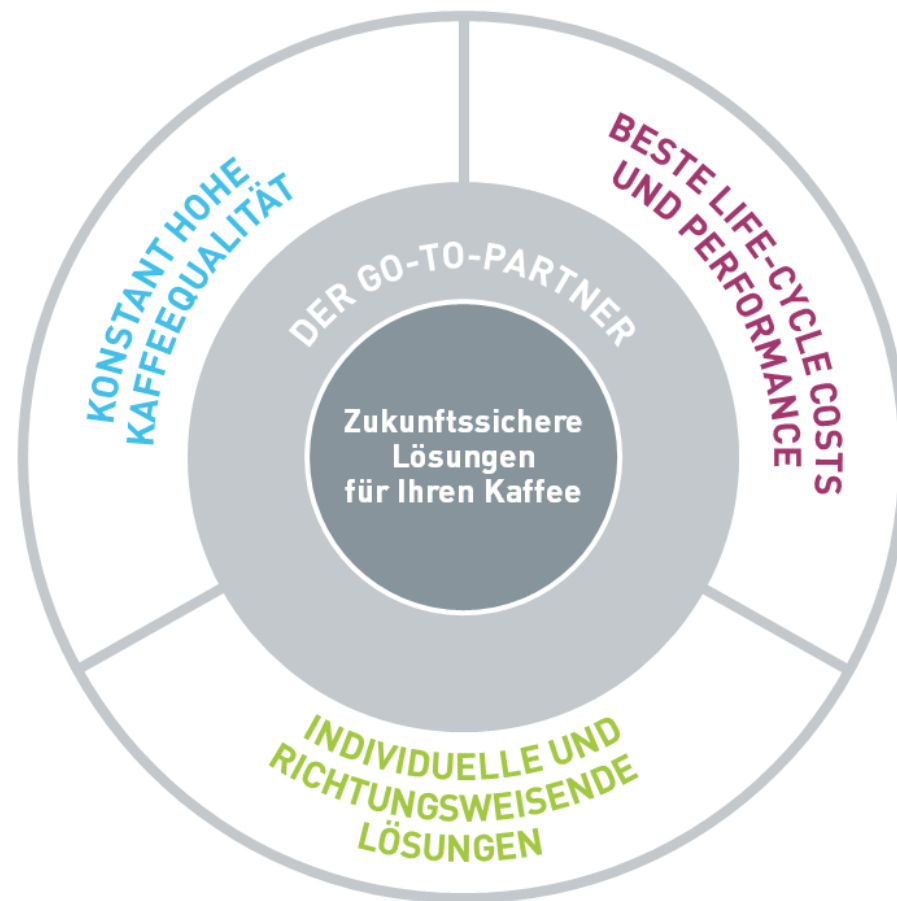 KONSTANT HOHE
KAFFEEQUALITÄT
BESTE LIFE-CYCLE COSTS
UND PERFORMANCE
DER GO-TO-PARTNER
Zukunftssichere
Lösungen
für Ihren Kaffee
INDIVIDUELLE UND
RICHTUNGSWEISENDE
LÖSUNGEN